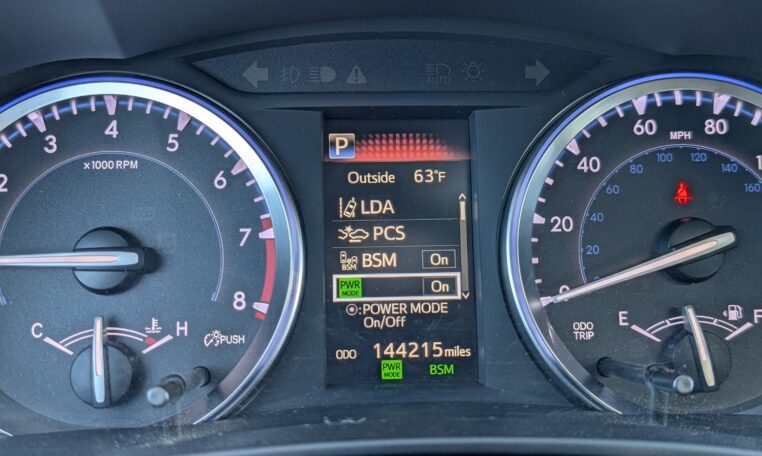 AUTO
P
Outside 63°F
LDA
PCS
BSM
BSM On
PWR
MODE
On
:POWER MODE
On/Off
ODO 144215 miles
PWR
MODE
BSM
x1000 RPM
2 3 4 5 6 7 8
C H
PUSH
MPH
0 20 40 60 80
20 40 60 80 100 120 140 160
ODO
TRIP
E F